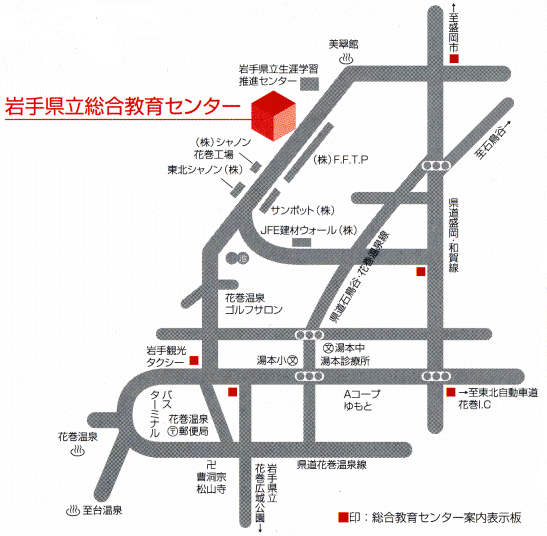 ↑至盛岡市
美翠館
岩手県立生涯学習
推進センター
岩手県立総合教育センター
(株)シャノン
花巻工場
東北シャノン(株)
(株)F.F.T.P
至石鳥谷→
サンポット(株)
JFE建材ウォール(株)
県道盛岡・和賀線
県道石鳥谷・花巻温泉線
花巻温泉
ゴルフサロン
岩手観光
タクシー
湯本小文
文湯本中
湯本診療所
バス
ターミナル
花巻温泉
〒郵便局
Aコープ
ゆもと
→至東北自動車道
花巻I.C
花巻温泉
卍
曹洞宗
松山寺
岩手県立
花巻広域公園→
県道花巻温泉線
至台温泉
■印:総合教育センター案内表示板